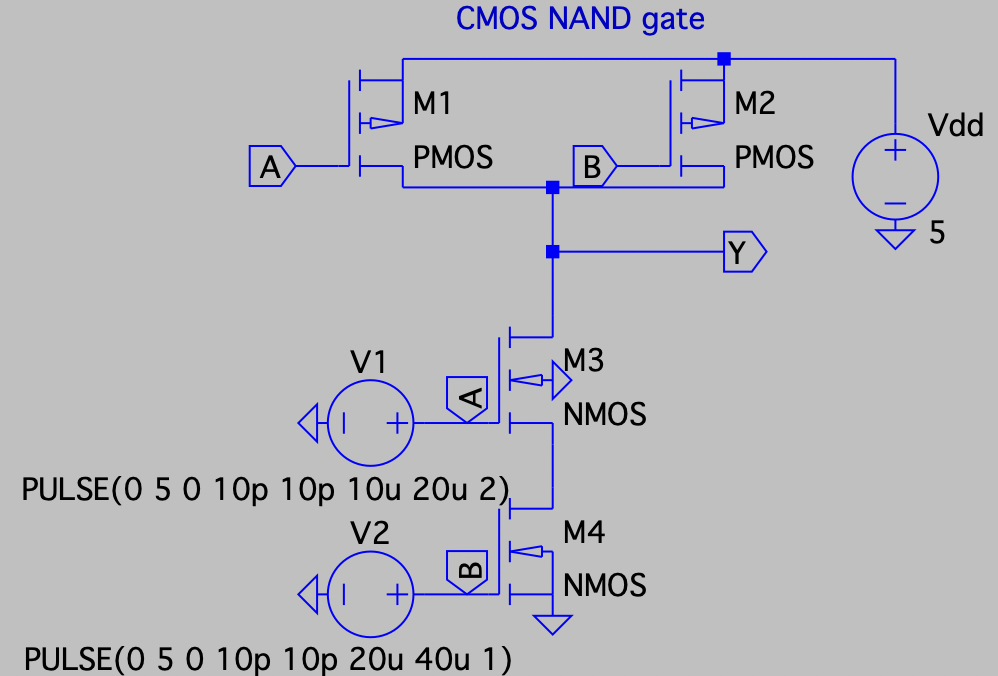 CMOS NAND gate
M1
PMOS
A
M2
PMOS
B
Vdd
5
Y
M3
NMOS
V1
A
PULSE(0 5 0 10p 10p 10u 20u 2)
M4
NMOS
V2
B
PULSE(0 5 0 10p 10p 20u 40u 1)